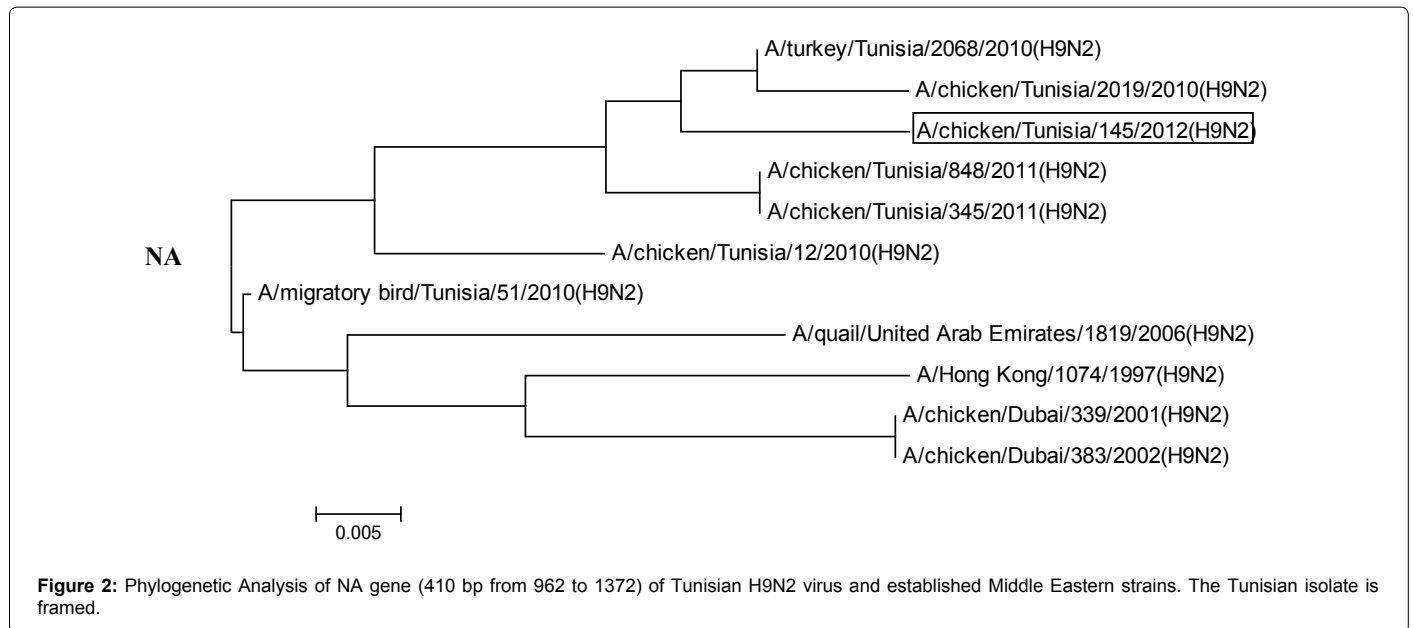 A/turkey/Tunisia/2068/2010(H9N2)
A/chicken/Tunisia/2019/2010(H9N2)
A/chicken/Tunisia/145/2012(H9N2)
A/chicken/Tunisia/848/2011(H9N2)
A/chicken/Tunisia/345/2011(H9N2)
A/chicken/Tunisia/12/2010(H9N2)
NA
A/migratory bird/Tunisia/51/2010(H9N2)
A/quail/United Arab Emirates/1819/2006(H9N2)
A/Hong Kong/1074/1997(H9N2)
A/chicken/Dubai/339/2001(H9N2)
A/chicken/Dubai/383/2002(H9N2)
0.005
Figure 2: Phylogenetic Analysis of NA gene (410 bp from 962 to 1372) of Tunisian H9N2 virus and established Middle Eastern strains. The Tunisian isolate is
framed.